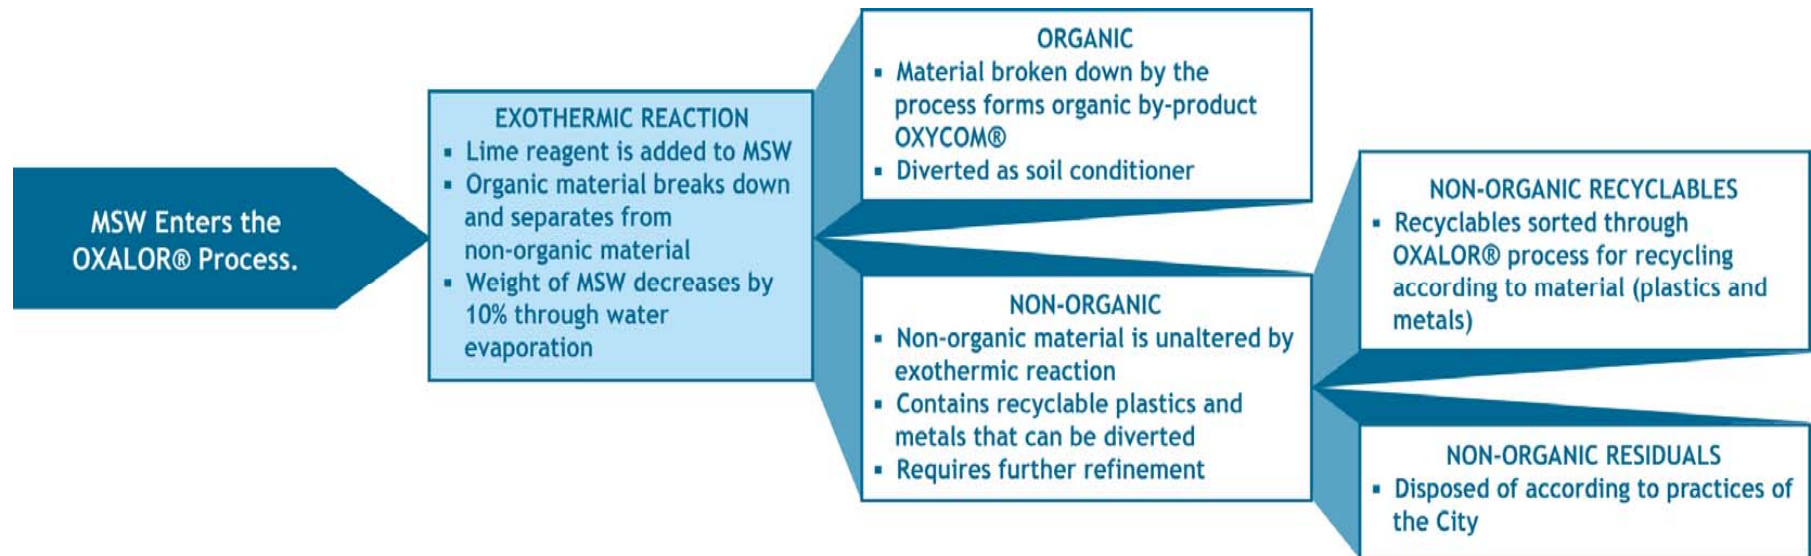 MSW Enters the
OXALOR® Process.
EXOTHERMIC REACTION
▪ Lime reagent is added to MSW
▪ Organic material breaks down
and separates from
non-organic material
▪ Weight of MSW decreases by
10% through water
evaporation
ORGANIC
▪ Material broken down by the
process forms organic by-product
OXYCOM®
▪ Diverted as soil conditioner
NON-ORGANIC
▪ Non-organic material is unaltered by
exothermic reaction
▪ Contains recyclable plastics and
metals that can be diverted
▪ Requires further refinement
NON-ORGANIC RECYCLABLES
▪ Recyclables sorted through
OXALOR® process for recycling
according to material (plastics and
metals)
NON-ORGANIC RESIDUALS
▪ Disposed of according to practices of
the City